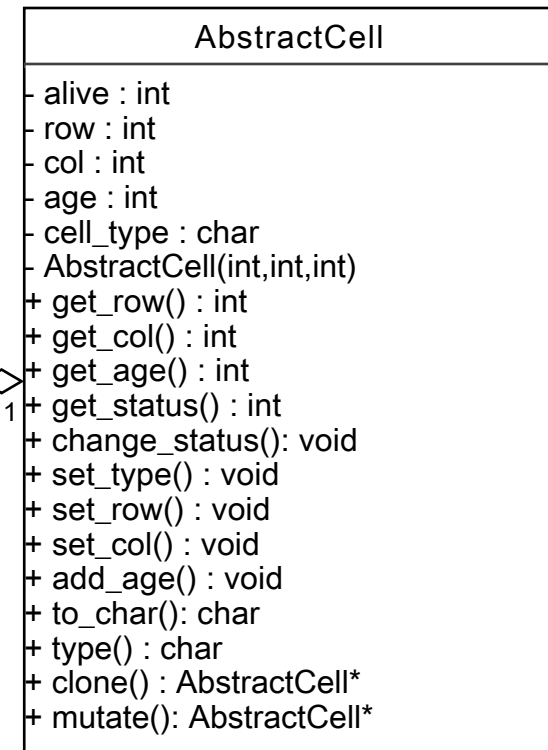 AbstractCell
- alive : int
- row : int
- col : int
- age : int
- cell_type : char
- AbstractCell(int,int,int)
+ get_row() : int
+ get_col() : int
+ get_age() : int
1 + get_status() : int
+ change_status(): void
+ set_type() : void
+ set_row() : void
+ set_col() : void
+ add_age() : void
+ to_char(): char
+ type() : char
+ clone() : AbstractCell*
+ mutate(): AbstractCell*